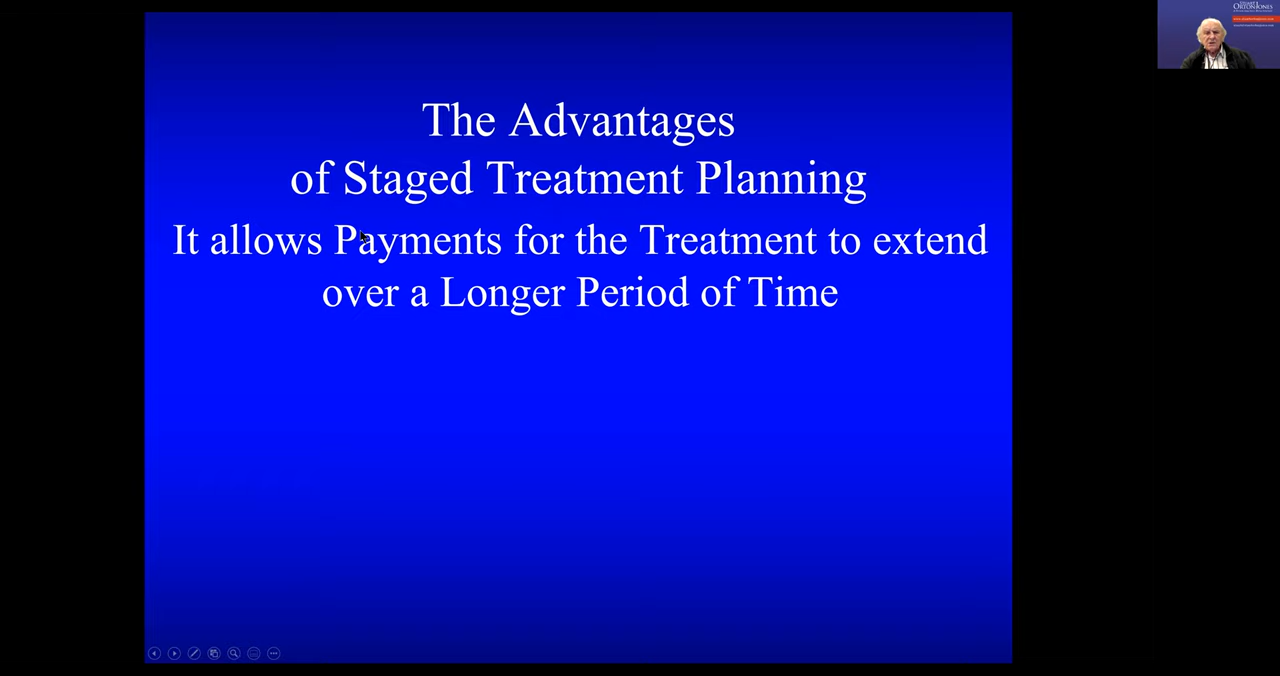 The Advantages
of Staged Treatment Planning
It allows Payments for the Treatment to extend
over a Longer Period of Time
ORTONJONES